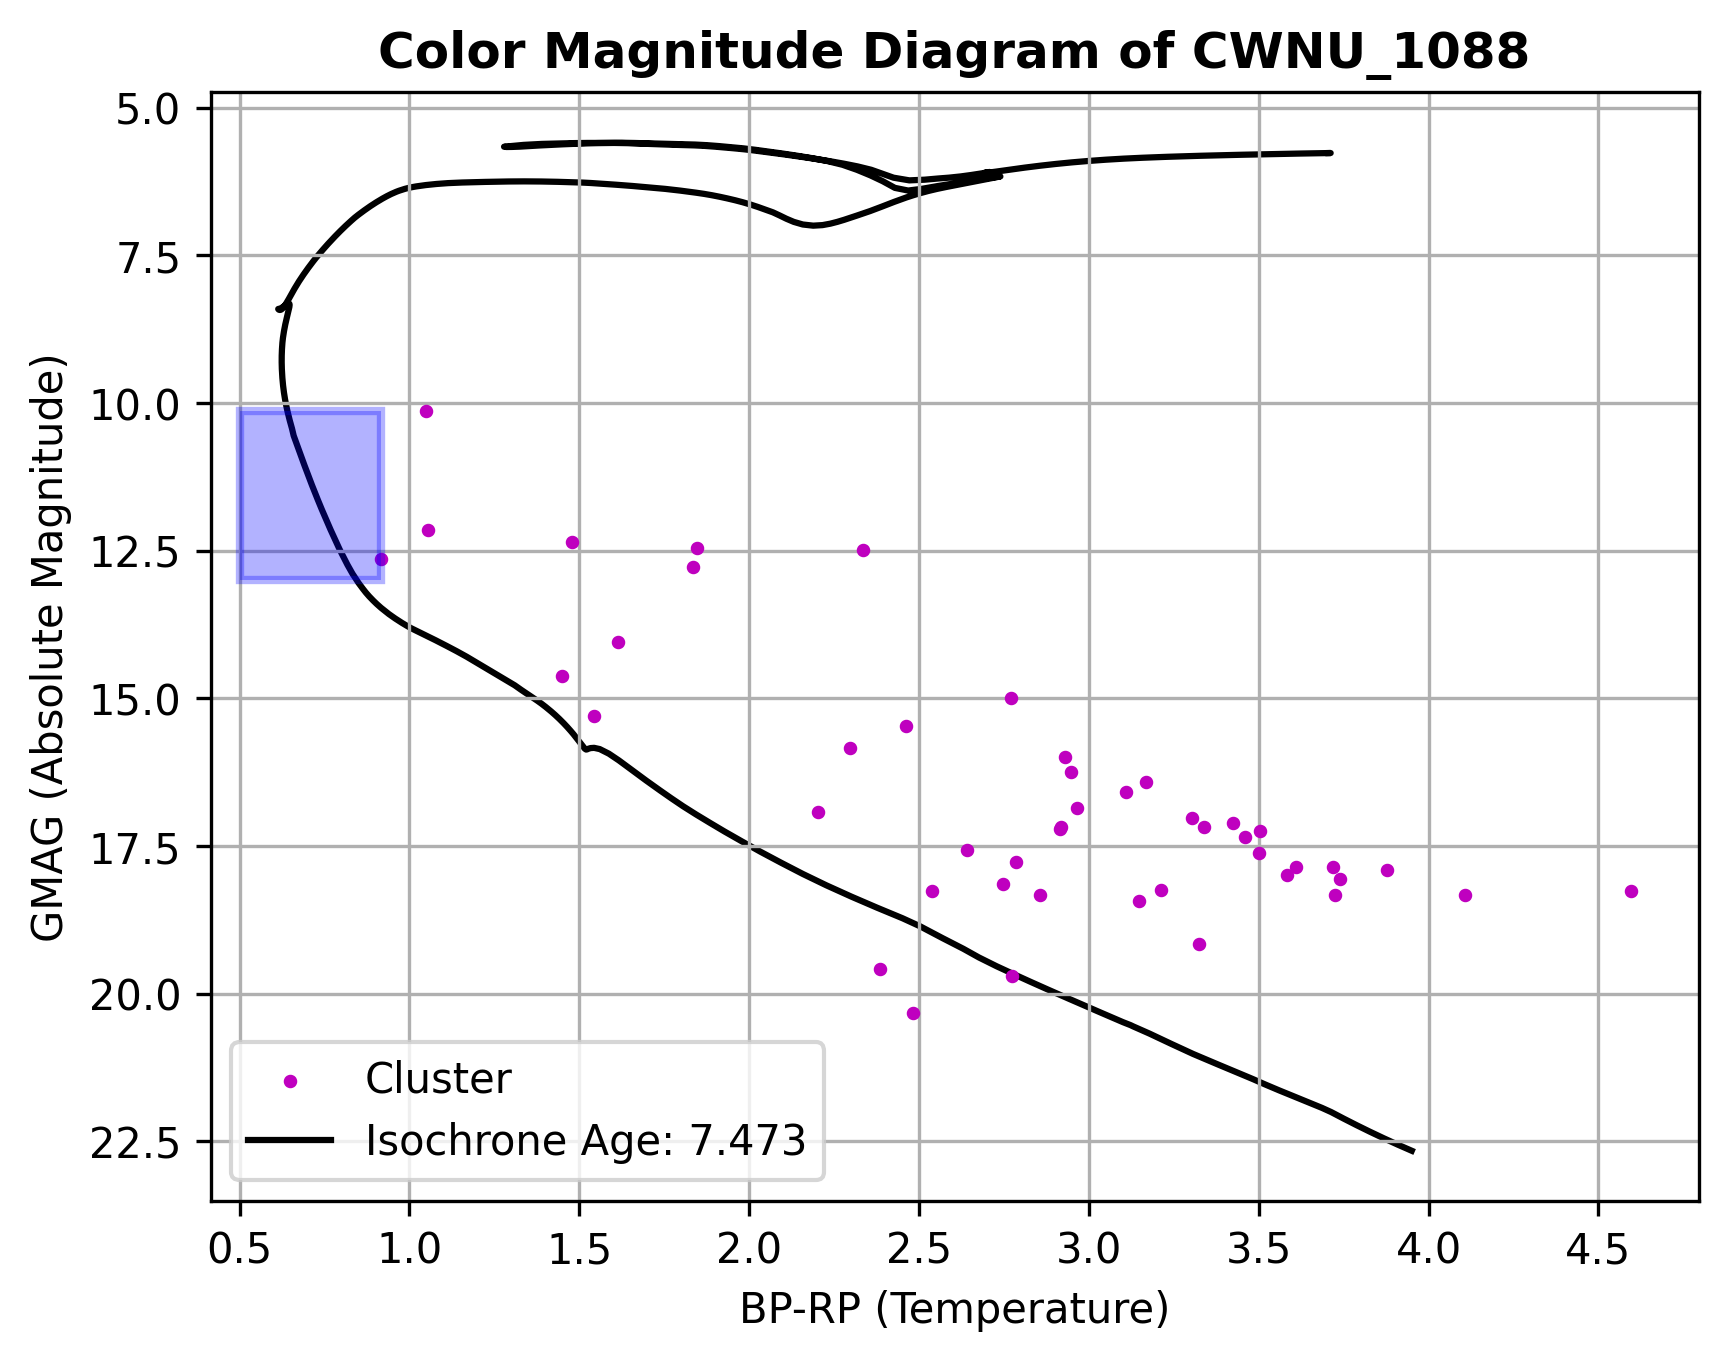 Color Magnitude Diagram of CWNU_1088
GMAG (Absolute Magnitude)
5.0
7.5
10.0
12.5
15.0
17.5
20.0
22.5
Cluster
Isochrone Age: 7.473
0.5 1.0 1.5 2.0 2.5 3.0 3.5 4.0 4.5
BP-RP (Temperature)